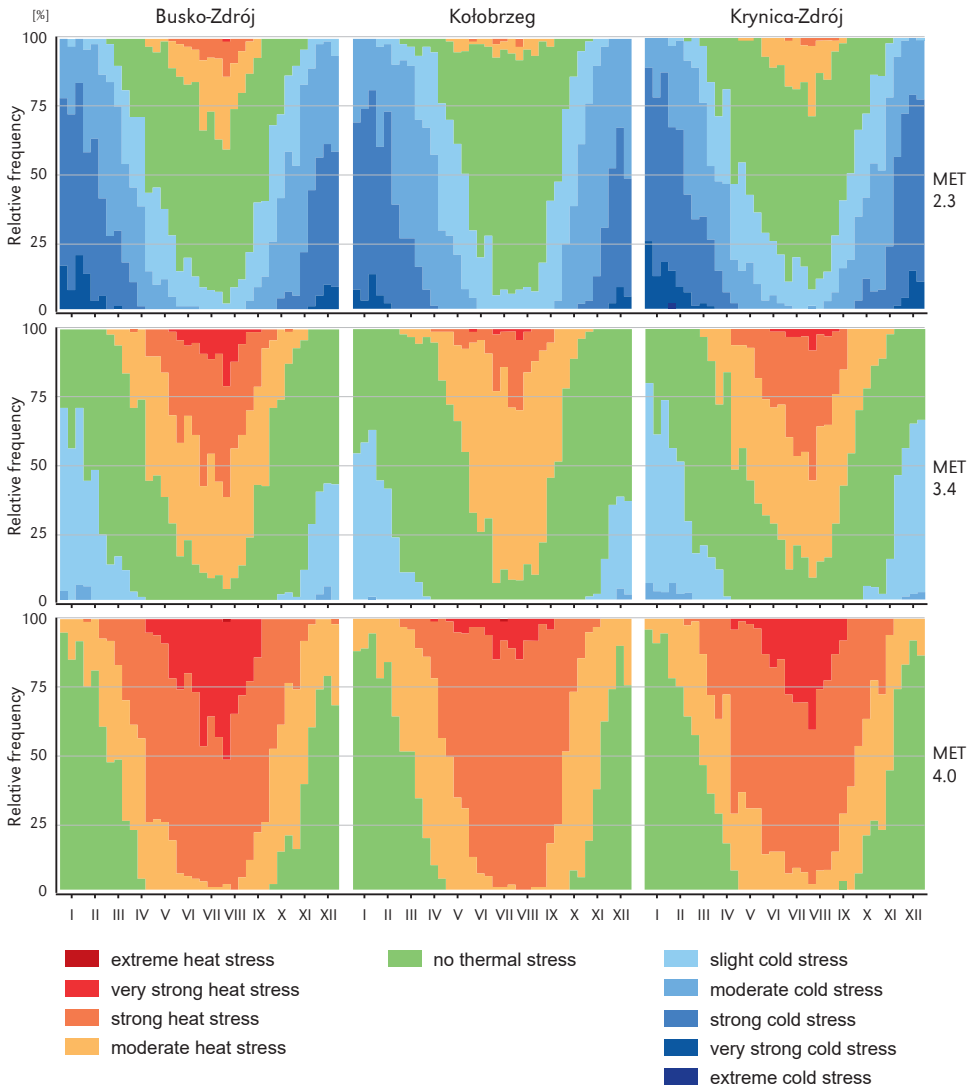 [%] Busko-Zdrój Kołobrzeg Krynica-Zdrój
100
75
50
25
0
Relative frequency
MET
2.3
100
75
50
25
0
Relative frequency
MET
3.4
100
75
50
25
0
Relative frequency
MET
4.0
I II III IV V VI VII VIII IX X XI XII I II III IV V VI VII VIII IX X XI XII I II III IV V VI VII VIII IX X XI XII
extreme heat stress
very strong heat stress
strong heat stress
moderate heat stress
no thermal stress
slight cold stress
moderate cold stress
strong cold stress
very strong cold stress
extreme cold stress